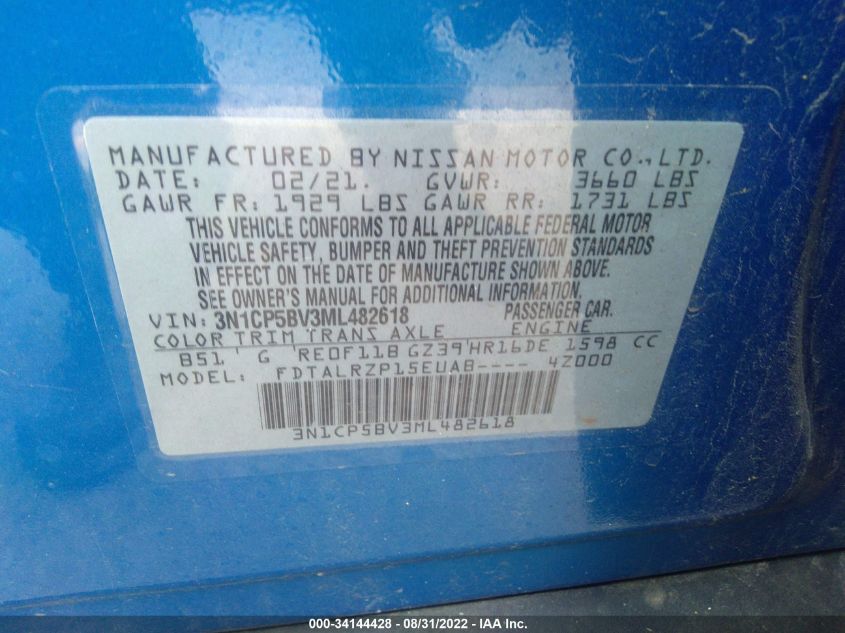 MANUFACTURED BY NISSAN MOTOR CO., LTD.
DATE: 02/21. GVWR: 3660 LBS
GAWR FR: 1929 LBS GAWR RR: 1731 LBS
THIS VEHICLE CONFORMS TO ALL APPLICABLE FEDERAL MOTOR
VEHICLE SAFETY, BUMPER AND THEFT PREVENTION STANDARDS
IN EFFECT ON THE DATE OF MANUFACTURE SHOWN ABOVE.
SEE OWNER'S MANUAL FOR ADDITIONAL INFORMATION.
VIN: 3N1CP5BV3ML482618 PASSENGER CAR.
COLOR TRIM TRANS AXLE ENGINE
B51 G RE0F11B GZ39 HR16DE 1598 CC
MODEL: FDTALRZP15EUAB---- 4Z000
3N1CP5BV3ML482618
000-34144428 - 08/31/2022 - IAA Inc.